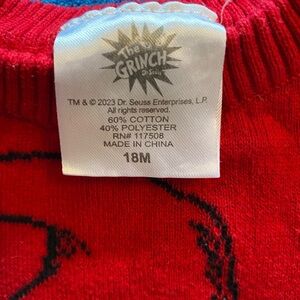 The
GRINCH
Dr. Seuss
TM & © 2023 Dr. Seuss Enterprises, L.P.
All rights reserved.
60% COTTON
40% POLYESTER
RN# 117508
MADE IN CHINA
18M